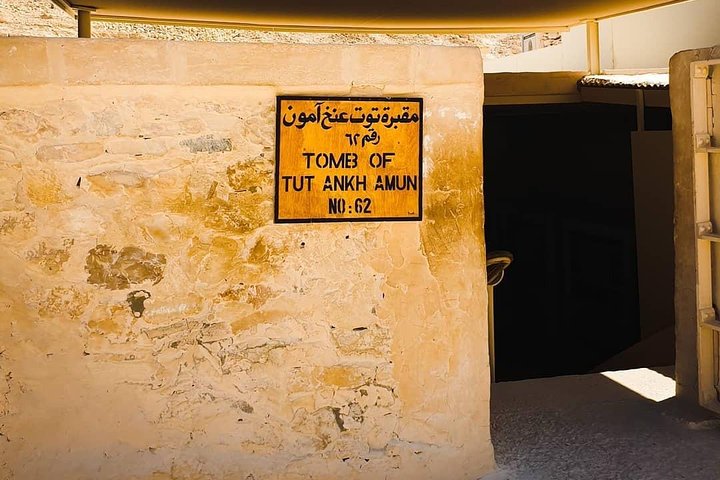 مقبرة توت عنخ آمون
رقم ٦٢
TOMB OF
TUT ANKH AMUN
NO: 62